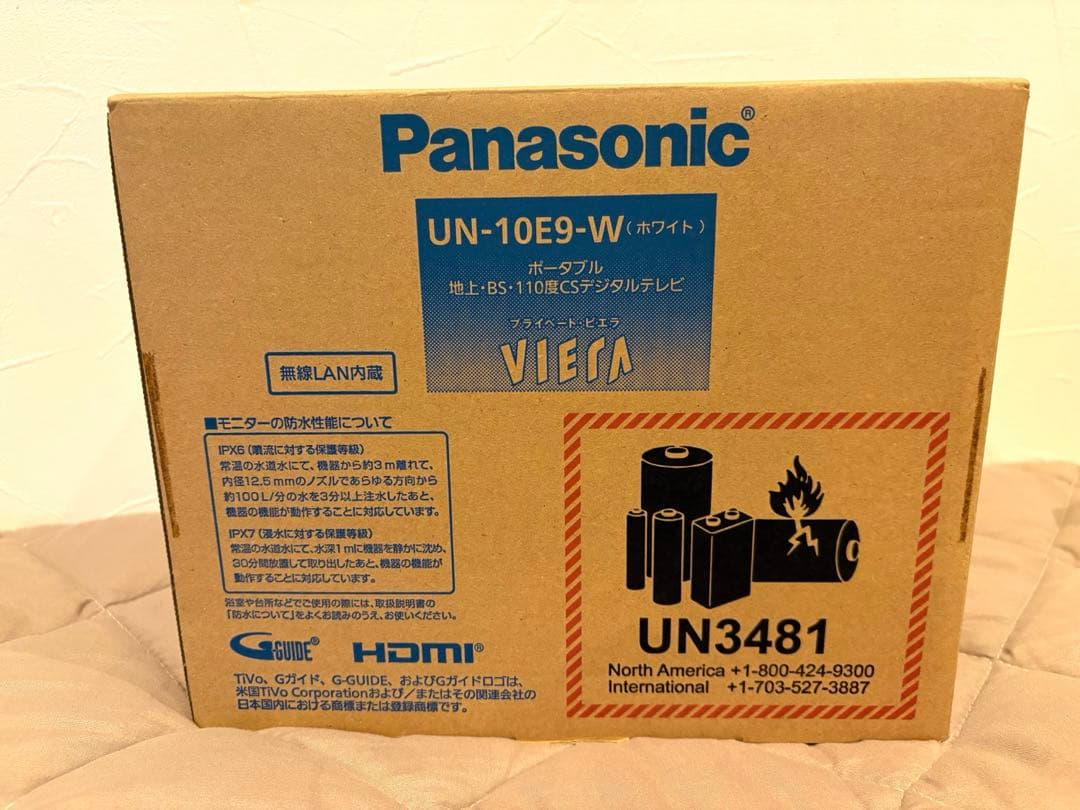 Panasonic®
UN-10E9-W(ホワイト)
ポータブル
地上・BS・110度CSデジタルテレビ
プライベート・ビエラ
VIERA
無線LAN内蔵
■モニターの防水性能について
IPX6(噴流に対する保護等級)
常温の水道水にて、機器から約3m離れて、
内径12.5mmのノズルであらゆる方向から
約100L/分の水を3分以上注水したあと、
機器の機能が動作することに対応しています。
IPX7(浸水に対する保護等級)
常温の水道水にて、水深1mに機器を静かに沈め、
30分間放置して取り出したあと、機器の機能が
動作することに対応しています。
浴室や台所などでご使用の際には、取扱説明書の
「防水について」をよくお読みのうえ、お使いください。
G-GUIDE® HDMI®
TiVo、Gガイド、G-GUIDE、およびGガイドロゴは、
米国TiVo Corporationおよび/またはその関連会社の
日本国内における商標または登録商標です。
UN3481
North America +1-800-424-9300
International +1-703-527-3887